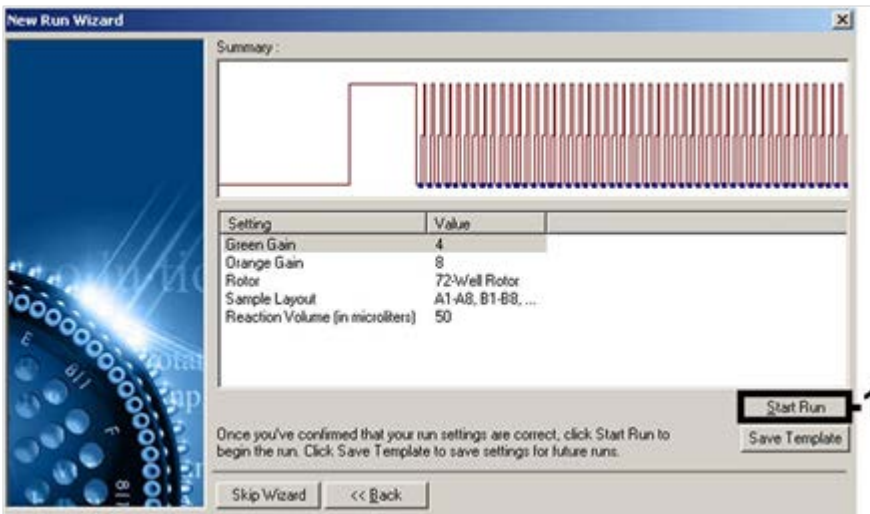 New Run Wizard
Summary :
Setting Value
Green Gain 4
Orange Gain 8
Rotor 72-Well Rotor
Sample Layout A1-A8, B1-B8, ...
Reaction Volume (in microliters) 50
Start Run
1
Once you've confirmed that your run settings are correct, click Start Run to
begin the run. Click Save Template to save settings for future runs.
Save Template
Skip Wizard << Back